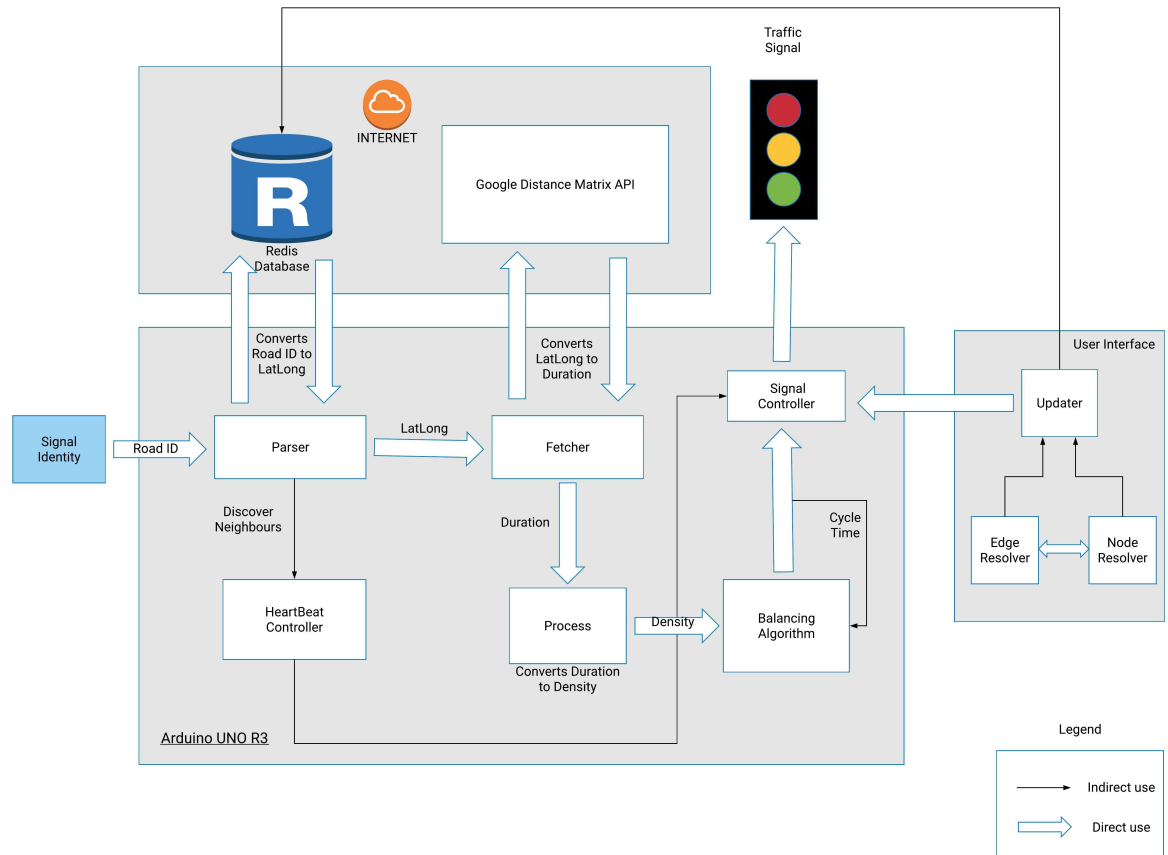 Traffic
Signal
INTERNET
R
Google Distance Matrix API
Redis
Database
Converts
Road ID to
LatLong
Converts
LatLong to
Duration
User Interface
Signal
Controller
Updater
Signal
Identity
Road ID
Parser
LatLong
Fetcher
Discover
Neighbours
Duration
Cycle
Time
Edge
Resolver
Node
Resolver
HeartBeat
Controller
Process
Density
Balancing
Algorithm
Converts Duration
to Density
Arduino UNO R3
Legend
Indirect use
Direct use